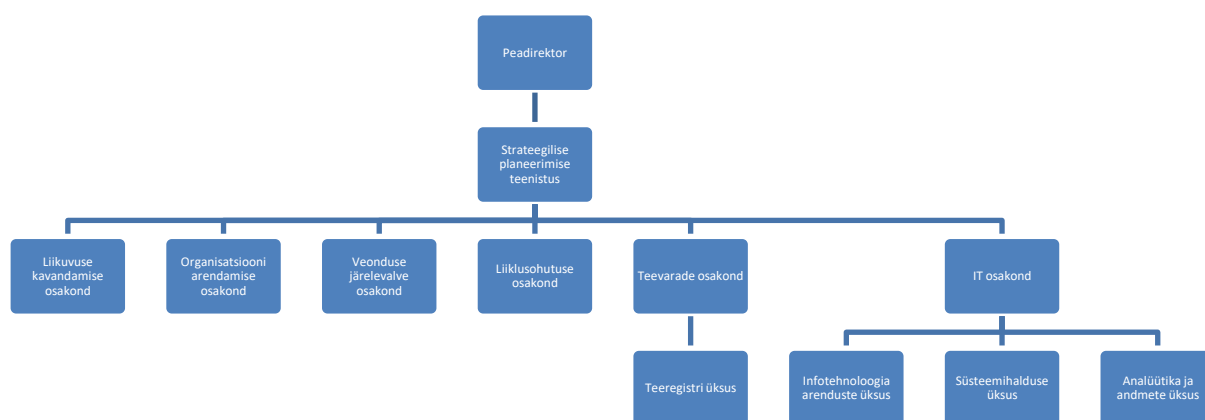 Peadirektor
Strateegilise
planeerimise
teenistus
Liikuvuse
kavandamise
osakond
Organisatsiooni
arendamise
osakond
Veonduse
järelevalve
osakond
Liiklusohutuse
osakond
Teevarade osakond
IT osakond
Teeregistri üksus
Infotehnoloogia
arenduste üksus
Süsteemihalduse
üksus
Analüütika ja
andmete üksus